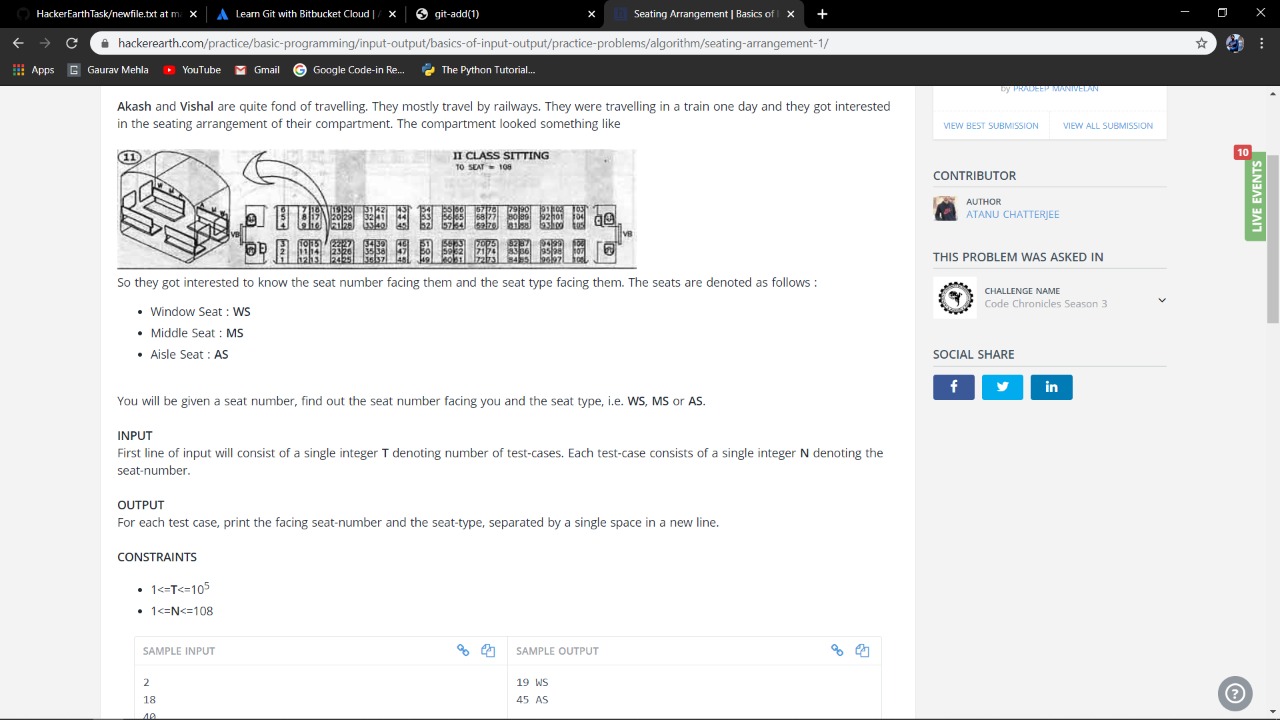 HackerEarthTask/newfile.txt at m
Learn Git with Bitbucket Cloud | A
git-add(1)
Seating Arrangement | Basics of I
hackerearth.com/practice/basic-programming/input-output/basics-of-input-output/practice-problems/algorithm/seating-arrangement-1/
Apps
Gaurav Mehla
YouTube
Gmail
Google Code-in Re...
The Python Tutorial...
Akash and Vishal are quite fond of travelling. They mostly travel by railways. They were travelling in a train one day and they got interested
in the seating arrangement of their compartment. The compartment looked something like
11
II CLASS SITTING
TO SEAT = 108
VB
VB
So they got interested to know the seat number facing them and the seat type facing them. The seats are denoted as follows :
• Window Seat : WS
• Middle Seat : MS
• Aisle Seat : AS
You will be given a seat number, find out the seat number facing you and the seat type, i.e. WS, MS or AS.
INPUT
First line of input will consist of a single integer T denoting number of test-cases. Each test-case consists of a single integer N denoting the
seat-number.
OUTPUT
For each test case, print the facing seat-number and the seat-type, separated by a single space in a new line.
CONSTRAINTS
• 1<=T<=10⁵
• 1<=N<=108
SAMPLE INPUT
2
18
40
SAMPLE OUTPUT
19 WS
45 AS
by PRADEEP MANIVELAN
VIEW BEST SUBMISSION
VIEW ALL SUBMISSION
CONTRIBUTOR
AUTHOR
ATANU CHATTERJEE
THIS PROBLEM WAS ASKED IN
CHALLENGE NAME
Code Chronicles Season 3
SOCIAL SHARE
10
LIVE EVENTS